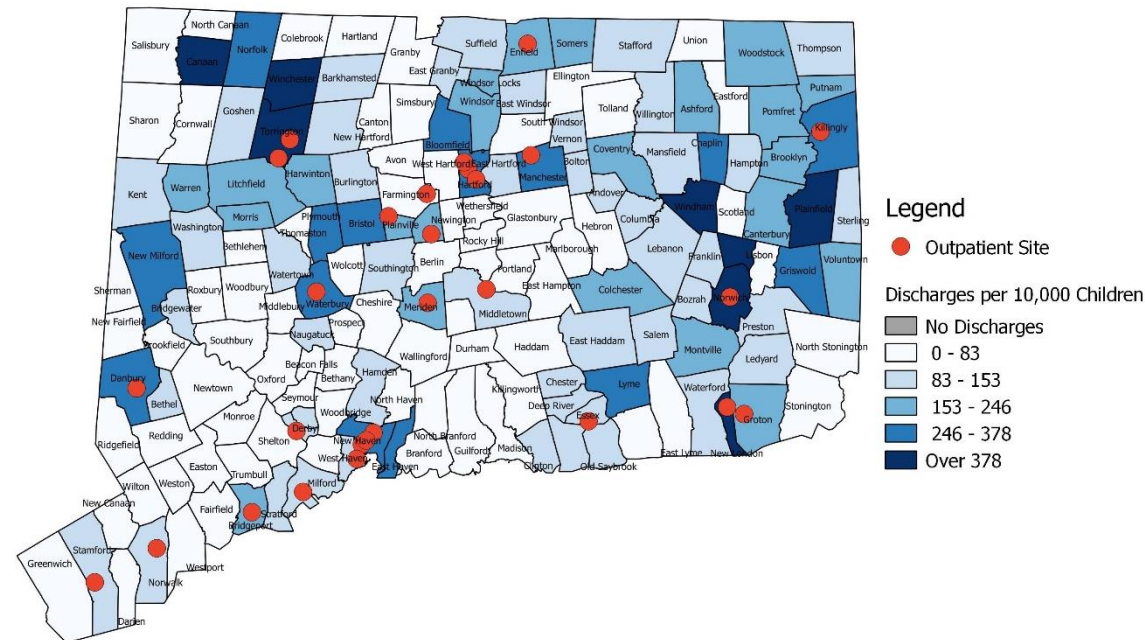 North Canaan
Salisbury
Norfolk
Colebrook
Hartland
Suffield
Enfield
Somers
Stafford
Union
Woodstock
Thompson
Canaan
Winchester
Barkhamsted
Granby
East Granby
Windsor Locks
East Windsor
Ellington
Tolland
Willington
Ashford
Eastford
Pomfret
Putnam
Sharon
Cornwall
Goshen
Torrington
New Hartford
Canton
Simsbury
Windsor
Bloomfield
South Windsor
Vernon
Killingly
Kent
Warren
Litchfield
Harwinton
Burlington
Avon
West Hartford
East Hartford
Hartford
Manchester
Bolton
Coventry
Mansfield
Chaplin
Hampton
Brooklyn
Farmington
Wethersfield
Glastonbury
Andover
Columbia
Windham
Scotland
Canterbury
Plainfield
Sterling
Washington
Morris
Bethlehem
Plymouth
Thomaston
Bristol
Plainville
Newington
Rocky Hill
Hebron
Marlborough
Lebanon
Franklin
Lisbon
Griswold
Voluntown
New Milford
Sherman
Roxbury
Woodbury
Watertown
Wolcott
Southington
Berlin
Portland
East Hampton
Colchester
Bozrah
Norwich
Preston
Bridgewater
Middlebury
Waterbury
Cheshire
Meriden
Middletown
New Fairfield
Brookfield
Southbury
Naugatuck
Prospect
Wallingford
Durham
Haddam
East Haddam
Salem
Montville
Ledyard
North Stonington
Danbury
Bethel
Newtown
Oxford
Beacon Falls
Bethany
Hamden
Seymour
Woodbridge
North Haven
Killingworth
Chester
Deep River
Essex
Lyme
Waterford
Groton
Stonington
Ridgefield
Redding
Monroe
Shelton
Derby
New Haven
North Branford
West Haven
East Haven
Branford
Guilford
Madison
Clinton
Old Saybrook
East Lyme
New London
Easton
Trumbull
Milford
Wilton
Weston
New Canaan
Fairfield
Bridgeport
Stratford
Greenwich
Stamford
Norwalk
Westport
Darien
Legend
Outpatient Site
Discharges per 10,000 Children
No Discharges
0 - 83
83 - 153
153 - 246
246 - 378
Over 378